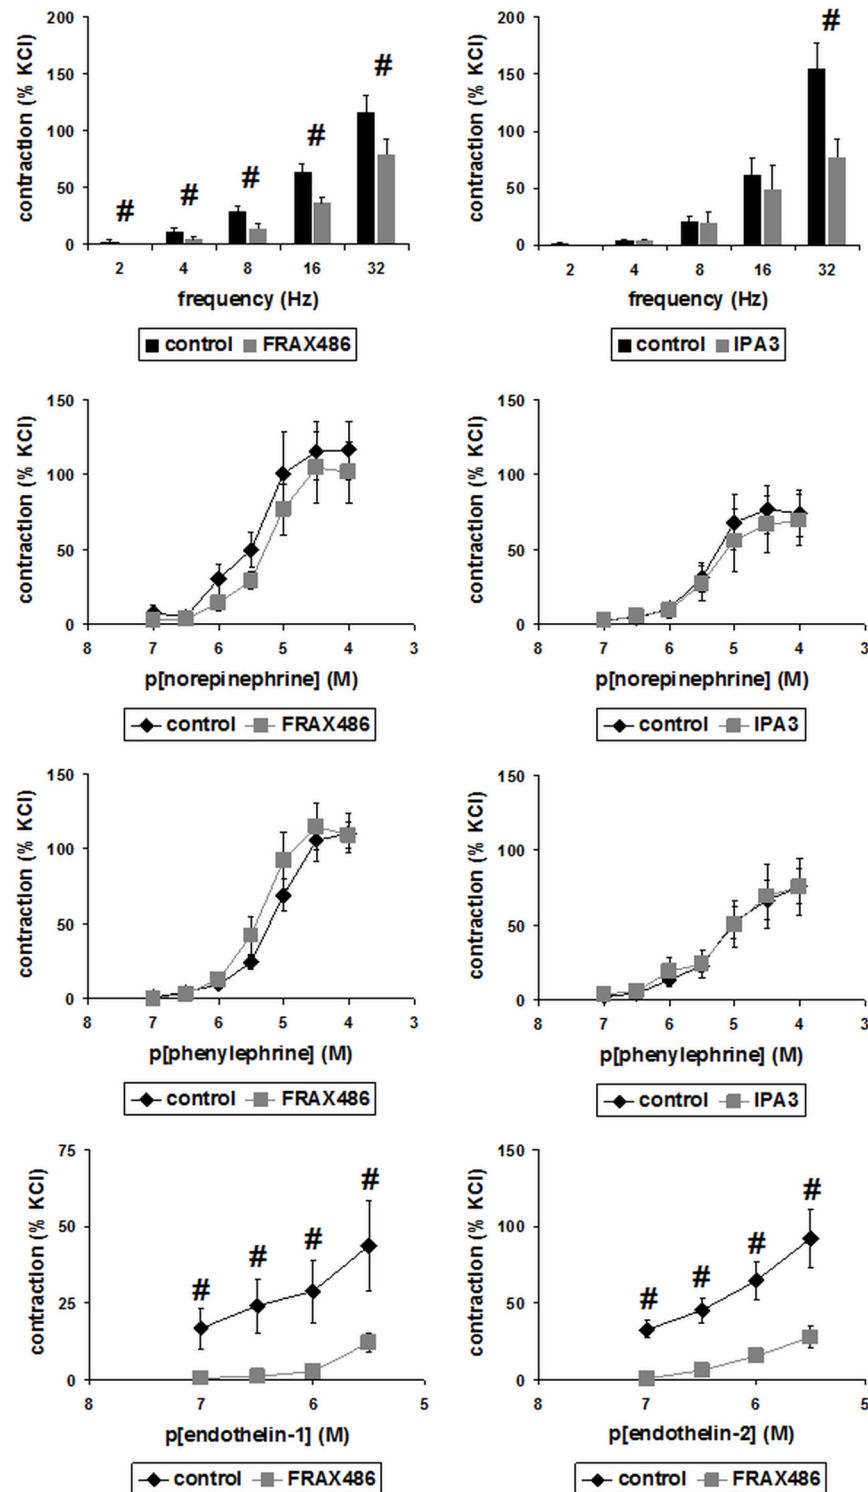 # # # # #
200
150
100
50
0
contraction (% KCl)
2 4 8 16 32
frequency (Hz)
control FRAX486
#
200
150
100
50
0
contraction (% KCl)
2 4 8 16 32
frequency (Hz)
control IPA3
150
100
50
0
contraction (% KCl)
8 7 6 5 4 3
p[norepinephrine] (M)
control FRAX486
150
100
50
0
contraction (% KCl)
8 7 6 5 4 3
p[norepinephrine] (M)
control IPA3
150
100
50
0
contraction (% KCl)
8 7 6 5 4 3
p[phenylephrine] (M)
control FRAX486
150
100
50
0
contraction (% KCl)
8 7 6 5 4 3
p[phenylephrine] (M)
control IPA3
75
50
25
0
contraction (% KCl)
# # # #
8 7 6 5
p[endothelin-1] (M)
control FRAX486
150
100
50
0
contraction (% KCl)
# # # #
8 7 6 5
p[endothelin-2] (M)
control FRAX486